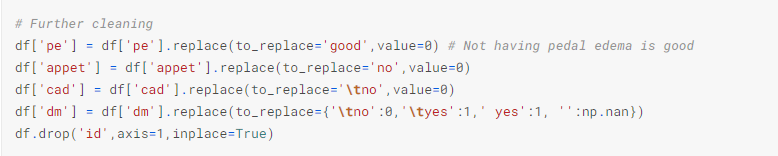 # Further cleaning
df['pe'] = df['pe'].replace(to_replace='good',value=0) # Not having pedal edema is good
df['appet'] = df['appet'].replace(to_replace='no',value=0)
df['cad'] = df['cad'].replace(to_replace='\tno',value=0)
df['dm'] = df['dm'].replace(to_replace={'\tno':0,'\tyes':1,' yes':1, '':np.nan})
df.drop('id',axis=1,inplace=True)